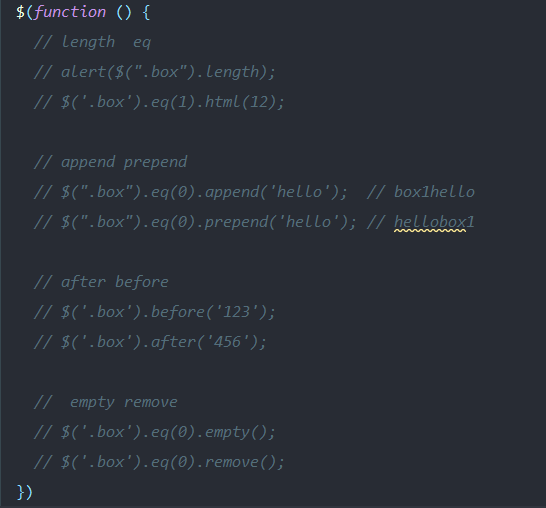 $(function () {
// length  eq
// alert($(".box").length);
// $('.box').eq(1).html(12);
// append prepend
// $(".box").eq(0).append('hello');  // box1hello
// $(".box").eq(0).prepend('hello'); // hellobox1
// after before
// $('.box').before('123');
// $('.box').after('456');
//  empty remove
// $('.box').eq(0).empty();
// $('.box').eq(0).remove();
})